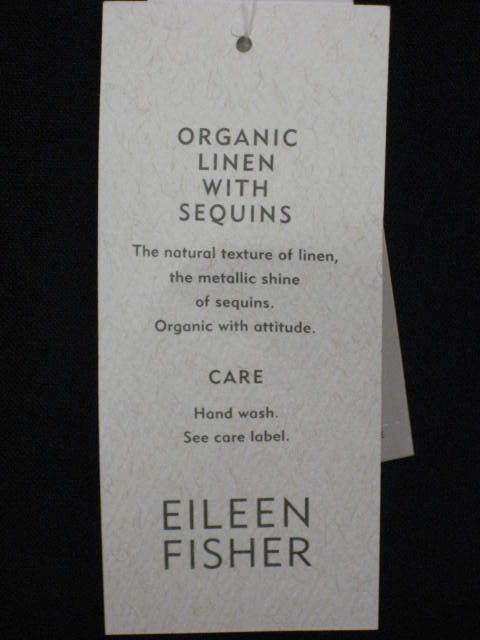 ORGANIC
LINEN
WITH
SEQUINS
The natural texture of linen,
the metallic shine
of sequins.
Organic with attitude.
CARE
Hand wash.
See care label.
EILEEN
FISHER